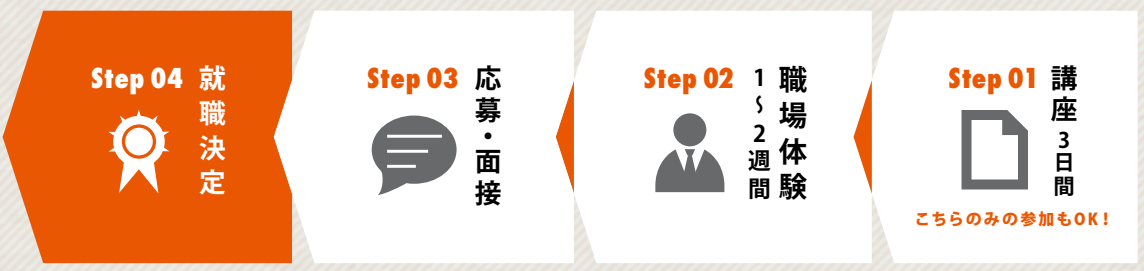 Step 01
講座 3日間
こちらのみの参加もOK！
Step 02
職場体験
1～2週間
Step 03
応募・面接
Step 04
就職決定